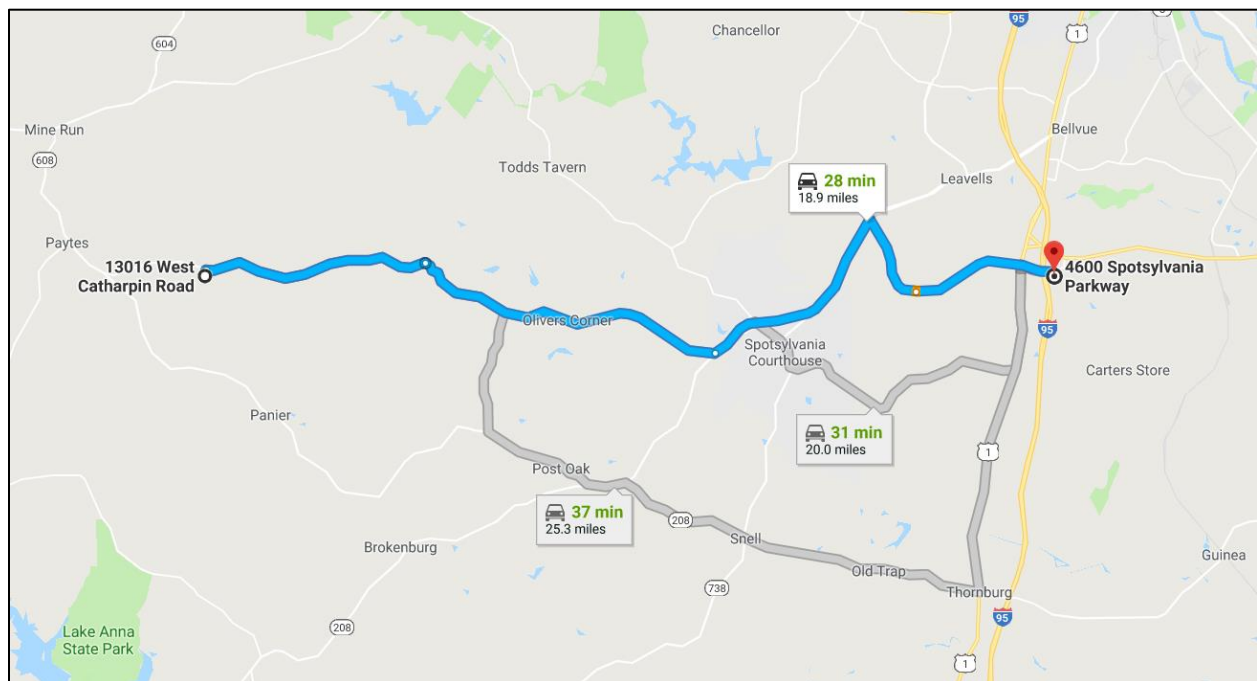 95
1
3
604
Chancellor
Mine Run
Bellvue
608
Todds Tavern
28 min
18.9 miles
Leavells
Paytes
13016 West
Catharpin Road
4600 Spotsylvania
Parkway
Olivers Corner
95
Spotsylvania
Courthouse
Carters Store
Panier
31 min
20.0 miles
1
Post Oak
37 min
25.3 miles
208
Snell
Brokenburg
Guinea
Old Trap
738
Thornburg
95
208
Lake Anna
State Park
1